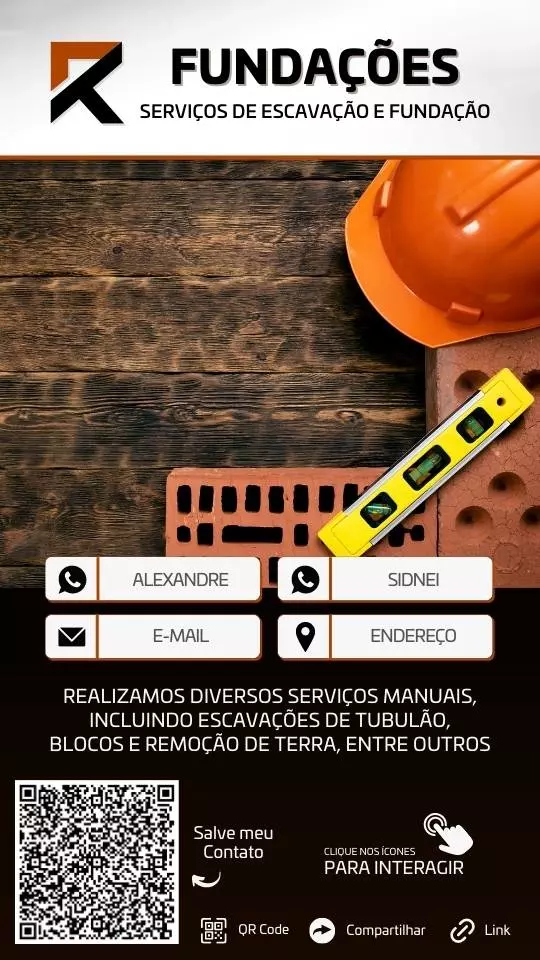 FUNDAÇÕES
SERVIÇOS DE ESCAVAÇÃO E FUNDAÇÃO
ALEXANDRE
SIDNEI
E-MAIL
ENDEREÇO
REALIZAMOS DIVERSOS SERVIÇOS MANUAIS,
INCLUINDO ESCAVAÇÕES DE TUBULÃO,
BLOCOS E REMOÇÃO DE TERRA, ENTRE OUTROS
Salve meu
Contato
CLIQUE NOS ÍCONES
PARA INTERAGIR
QR Code
Compartilhar
Link